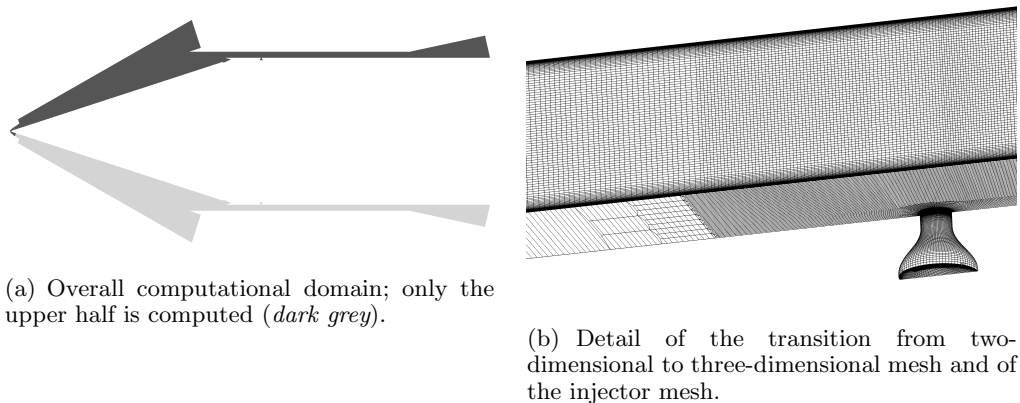 (a) Overall computational domain; only the
upper half is computed (dark grey).
(b) Detail of the transition from two-
dimensional to three-dimensional mesh and of
the injector mesh.